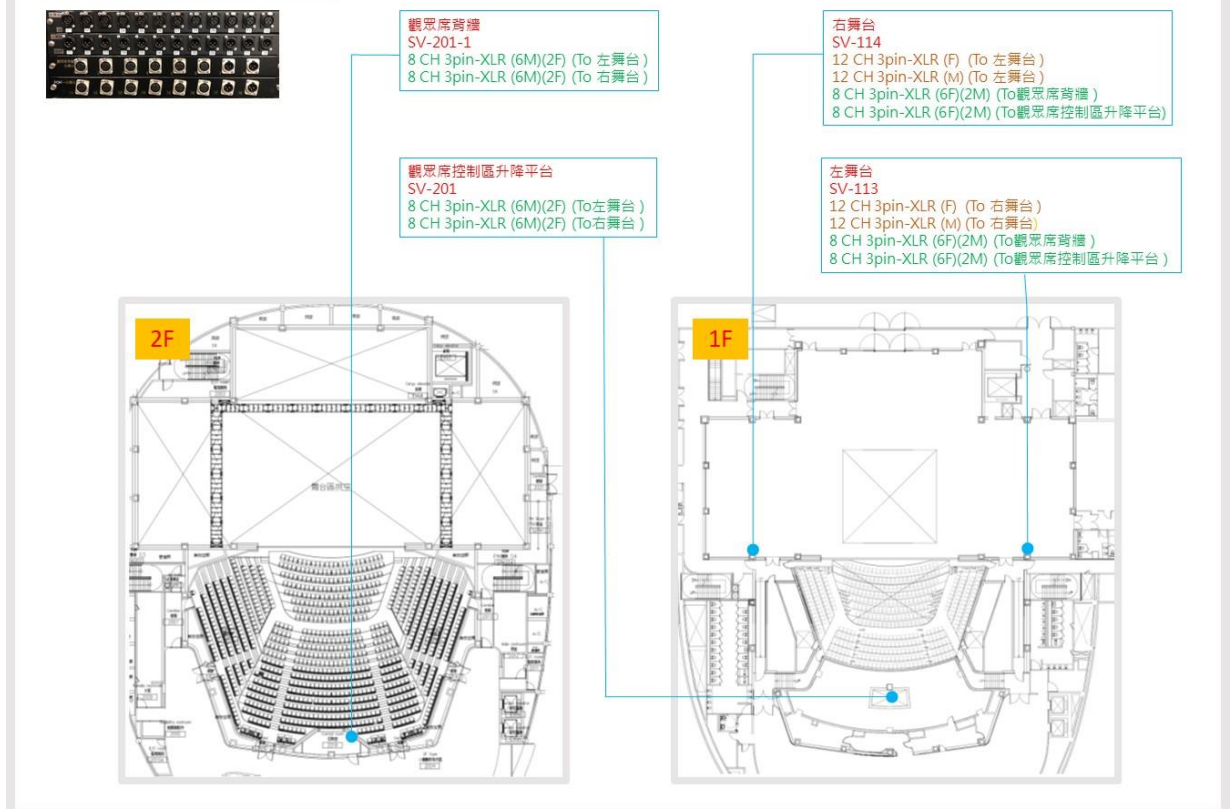 觀眾席背牆
SV-201-1
8 CH 3pin-XLR (6M)(2F) (To 左舞台)
8 CH 3pin-XLR (6M)(2F) (To 右舞台)
右舞台
SV-114
12 CH 3pin-XLR (F) (To 左舞台)
12 CH 3pin-XLR (M) (To 左舞台)
8 CH 3pin-XLR (6F)(2M) (To觀眾席背牆)
8 CH 3pin-XLR (6F)(2M) (To觀眾席控制區升降平台)
觀眾席控制區升降平台
SV-201
8 CH 3pin-XLR (6M)(2F) (To左舞台)
8 CH 3pin-XLR (6M)(2F) (To右舞台)
左舞台
SV-113
12 CH 3pin-XLR (F) (To 右舞台)
12 CH 3pin-XLR (M) (To 右舞台)
8 CH 3pin-XLR (6F)(2M) (To觀眾席背牆)
8 CH 3pin-XLR (6F)(2M) (To觀眾席控制區升降平台)
2F
1F
舞台區挑空